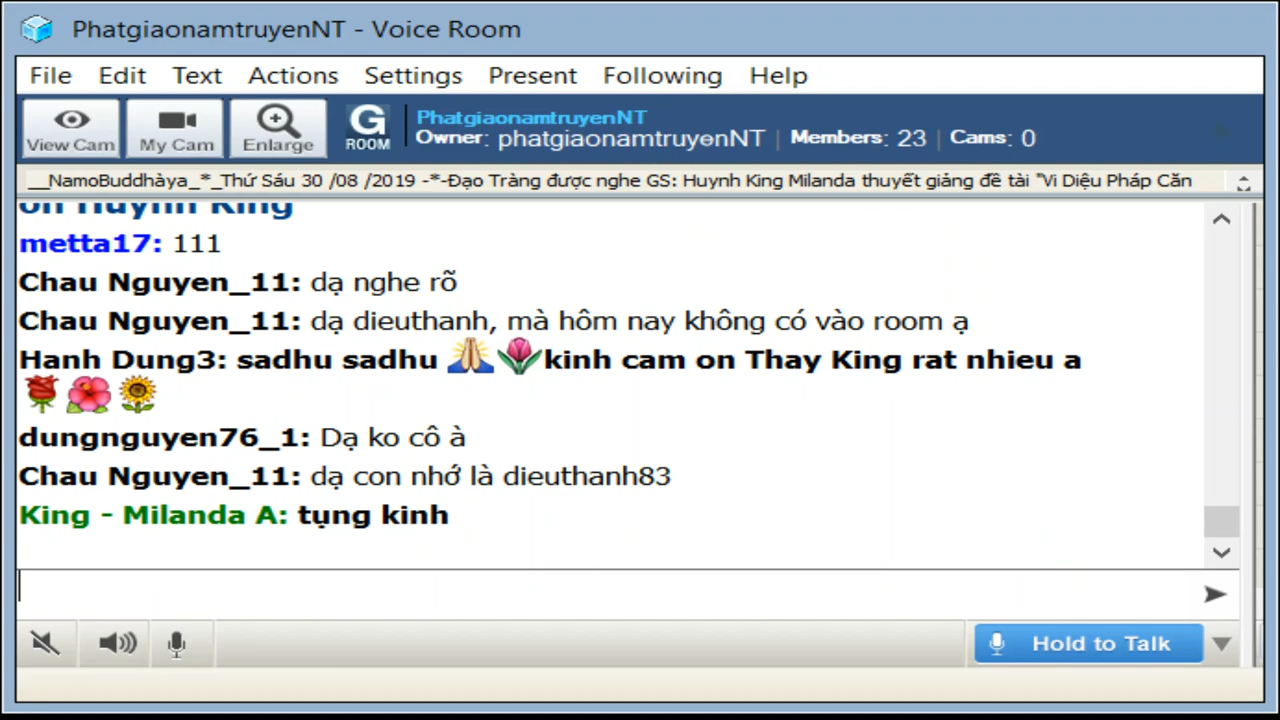 PhatgiaonamtruyenNT - Voice Room
File Edit Text Actions Settings Present Following Help
View Cam My Cam Enlarge G ROOM
PhatgiaonamtruyenNT
Owner: phatgiaonamtruyenNT | Members: 23 | Cams: 0
__NamoBuddhàya_*_Thứ Sáu 30 /08 /2019 -*-Đạo Tràng được nghe GS: Huynh King Milanda thuyết giảng đề tài "Vi Diệu Pháp Căn
on Huynh King
metta17: 111
Chau Nguyen_11: dạ nghe rõ
Chau Nguyen_11: dạ dieuthanh, mà hôm nay không có vào room ạ
Hanh Dung3: sadhu sadhu 🙏🌷kinh cam on Thay King rat nhieu a
🌹🌺🌻
dungnguyen76_1: Dạ ko cô à
Chau Nguyen_11: dạ con nhớ là dieuthanh83
King - Milanda A: tụng kinh
Hold to Talk